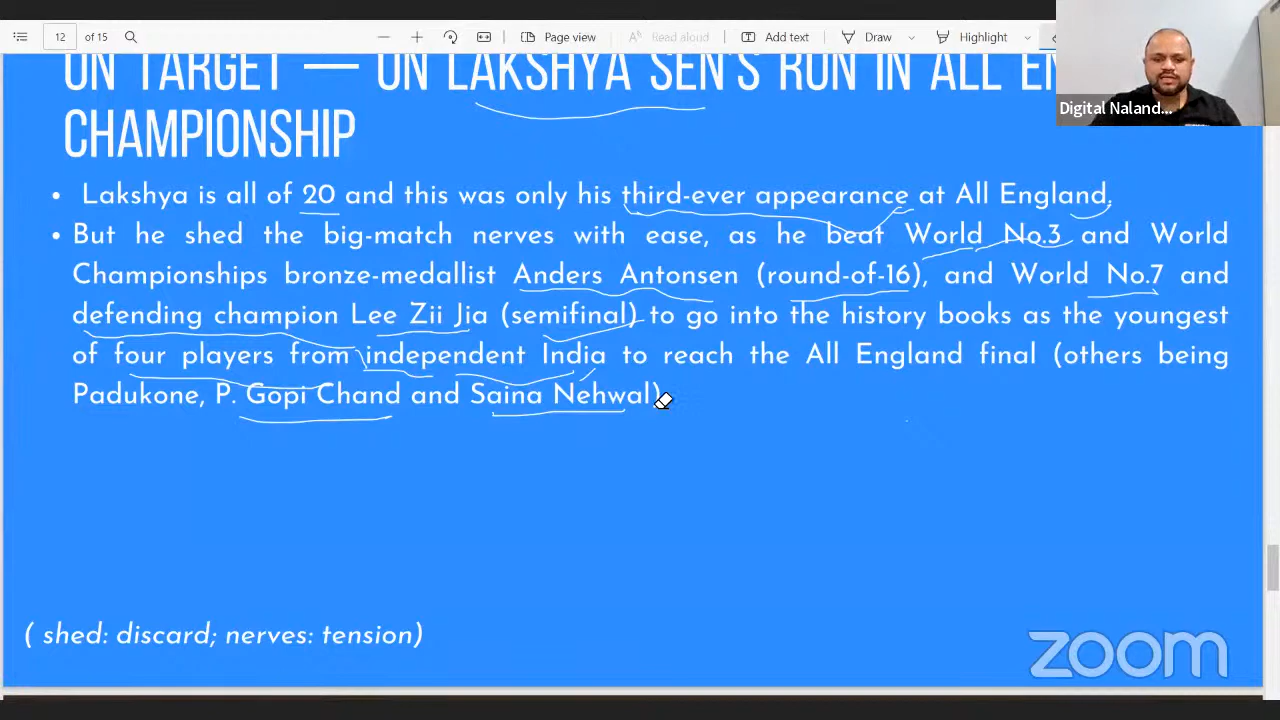 12 of 15 Page view Read aloud Add text Draw Highlight
ON TARGET — ON LAKSHYA SEN'S RUN IN ALL EN
CHAMPIONSHIP
Digital Naland...
• Lakshya is all of 20 and this was only his third-ever appearance at All England.
• But he shed the big-match nerves with ease, as he beat World No.3 and World
Championships bronze-medallist Anders Antonsen (round-of-16), and World No.7 and
defending champion Lee Zii Jia (semifinal) to go into the history books as the youngest
of four players from independent India to reach the All England final (others being
Padukone, P. Gopi Chand and Saina Nehwal)
( shed: discard; nerves: tension)
zoom